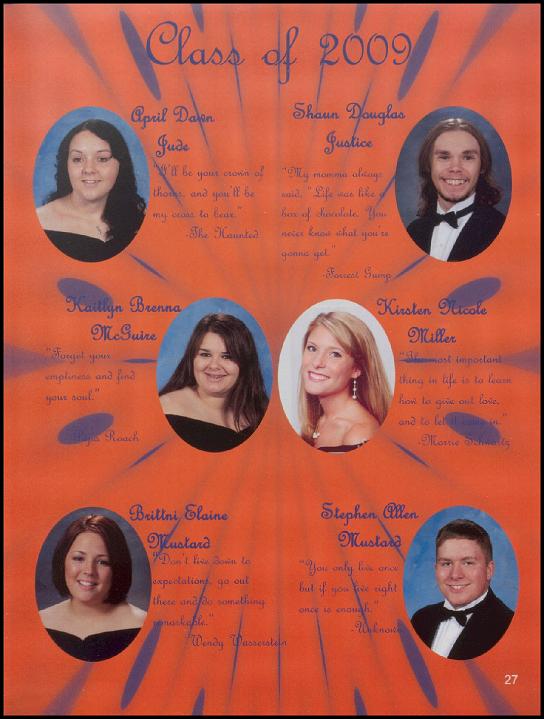 Class of 2009
April Dawn
Jude
"I'll be your crown of
thorns, and you'll be
my cross to bear."
-The Haunted
Shaun Douglas
Justice
"My momma always
said, "Life was like a
box of chocolate. You
never know what you're
gonna get."
-Forrest Gump
Kaitlyn Brenna
McGuire
"Forget your
emptiness and find
your soul."
-Papa Roach
Kirsten Nicole
Miller
"The most important
thing in life is to learn
how to give out love,
and to let it come in."
-Morrie Schwartz
Brittni Elaine
Mustard
"Don't live down to
expectations, go out
there and do something
remarkable."
-Wendy Wasserstein
Stephen Allen
Mustard
"You only live once
but if you live right
once is enough."
-Unknown
27